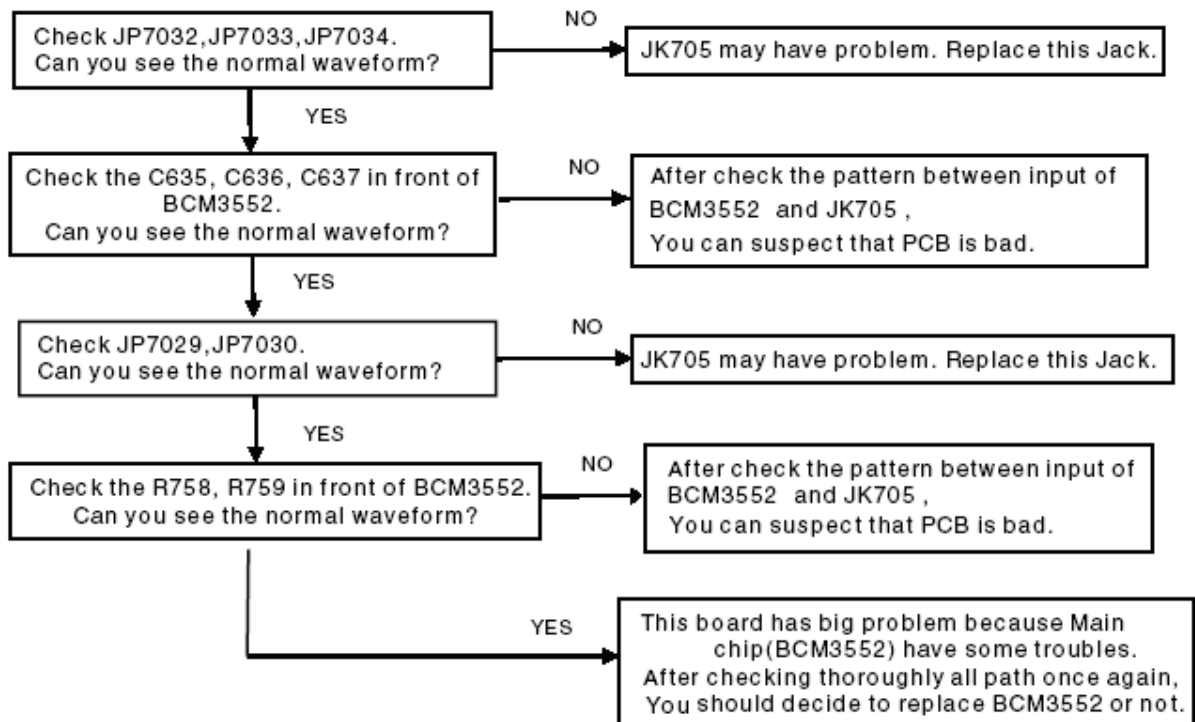 Check JP7032,JP7033,JP7034.
Can you see the normal waveform?
NO
JK705 may have problem. Replace this Jack.
YES
Check the C635, C636, C637 in front of
BCM3552.
Can you see the normal waveform?
NO
After check the pattern between input of
BCM3552 and JK705 ,
You can suspect that PCB is bad.
YES
Check JP7029,JP7030.
Can you see the normal waveform?
NO
JK705 may have problem. Replace this Jack.
YES
Check the R758, R759 in front of BCM3552.
Can you see the normal waveform?
NO
After check the pattern between input of
BCM3552 and JK705 ,
You can suspect that PCB is bad.
YES
This board has big problem because Main
chip(BCM3552) have some troubles.
After checking thoroughly all path once again,
You should decide to replace BCM3552 or not.